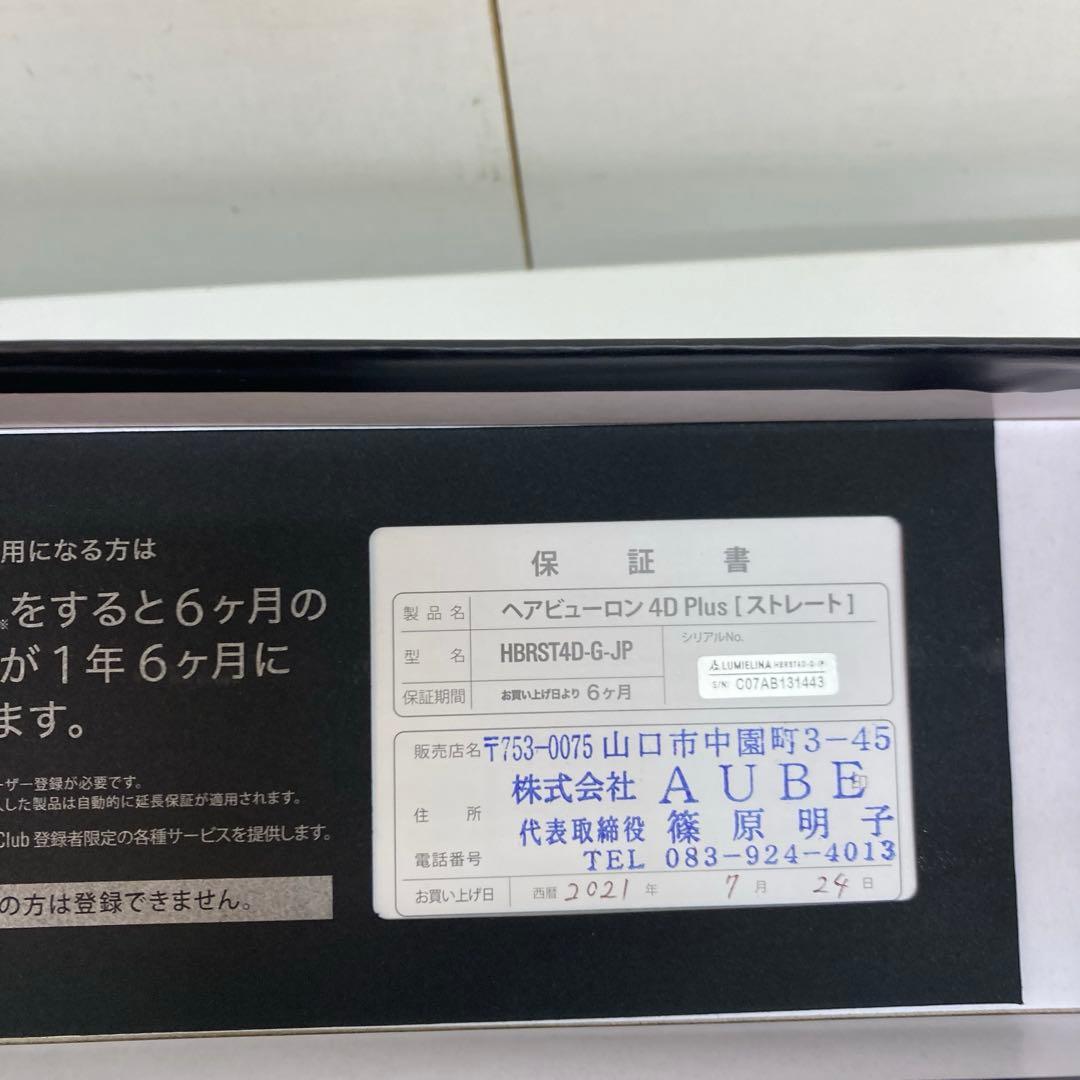 用になる方は
をすると6ヶ月の
※
が1年6ヶ月に
ます。
ーザー登録が必要です。
入した製品は自動的に延長保証が適用されます。
Club 登録者限定の各種サービスを提供します。
の方は登録できません。
保 証 書
製品名 ヘアビューロン 4D Plus [ ストレート ]
型 名 HBRST4D-G-JP
シリアルNo.
LUMIELINA HBRST4D-G-JP
S/N C07AB131443
保証期間 お買い上げ日より 6ヶ月
販売店名 〒753-0075 山口市中園町3-45
株式会社 AUBE 印
住 所
代表取締役 篠原明子
電話番号 TEL 083-924-4013
お買い上げ日 西暦 2021 年 7 月 24 日